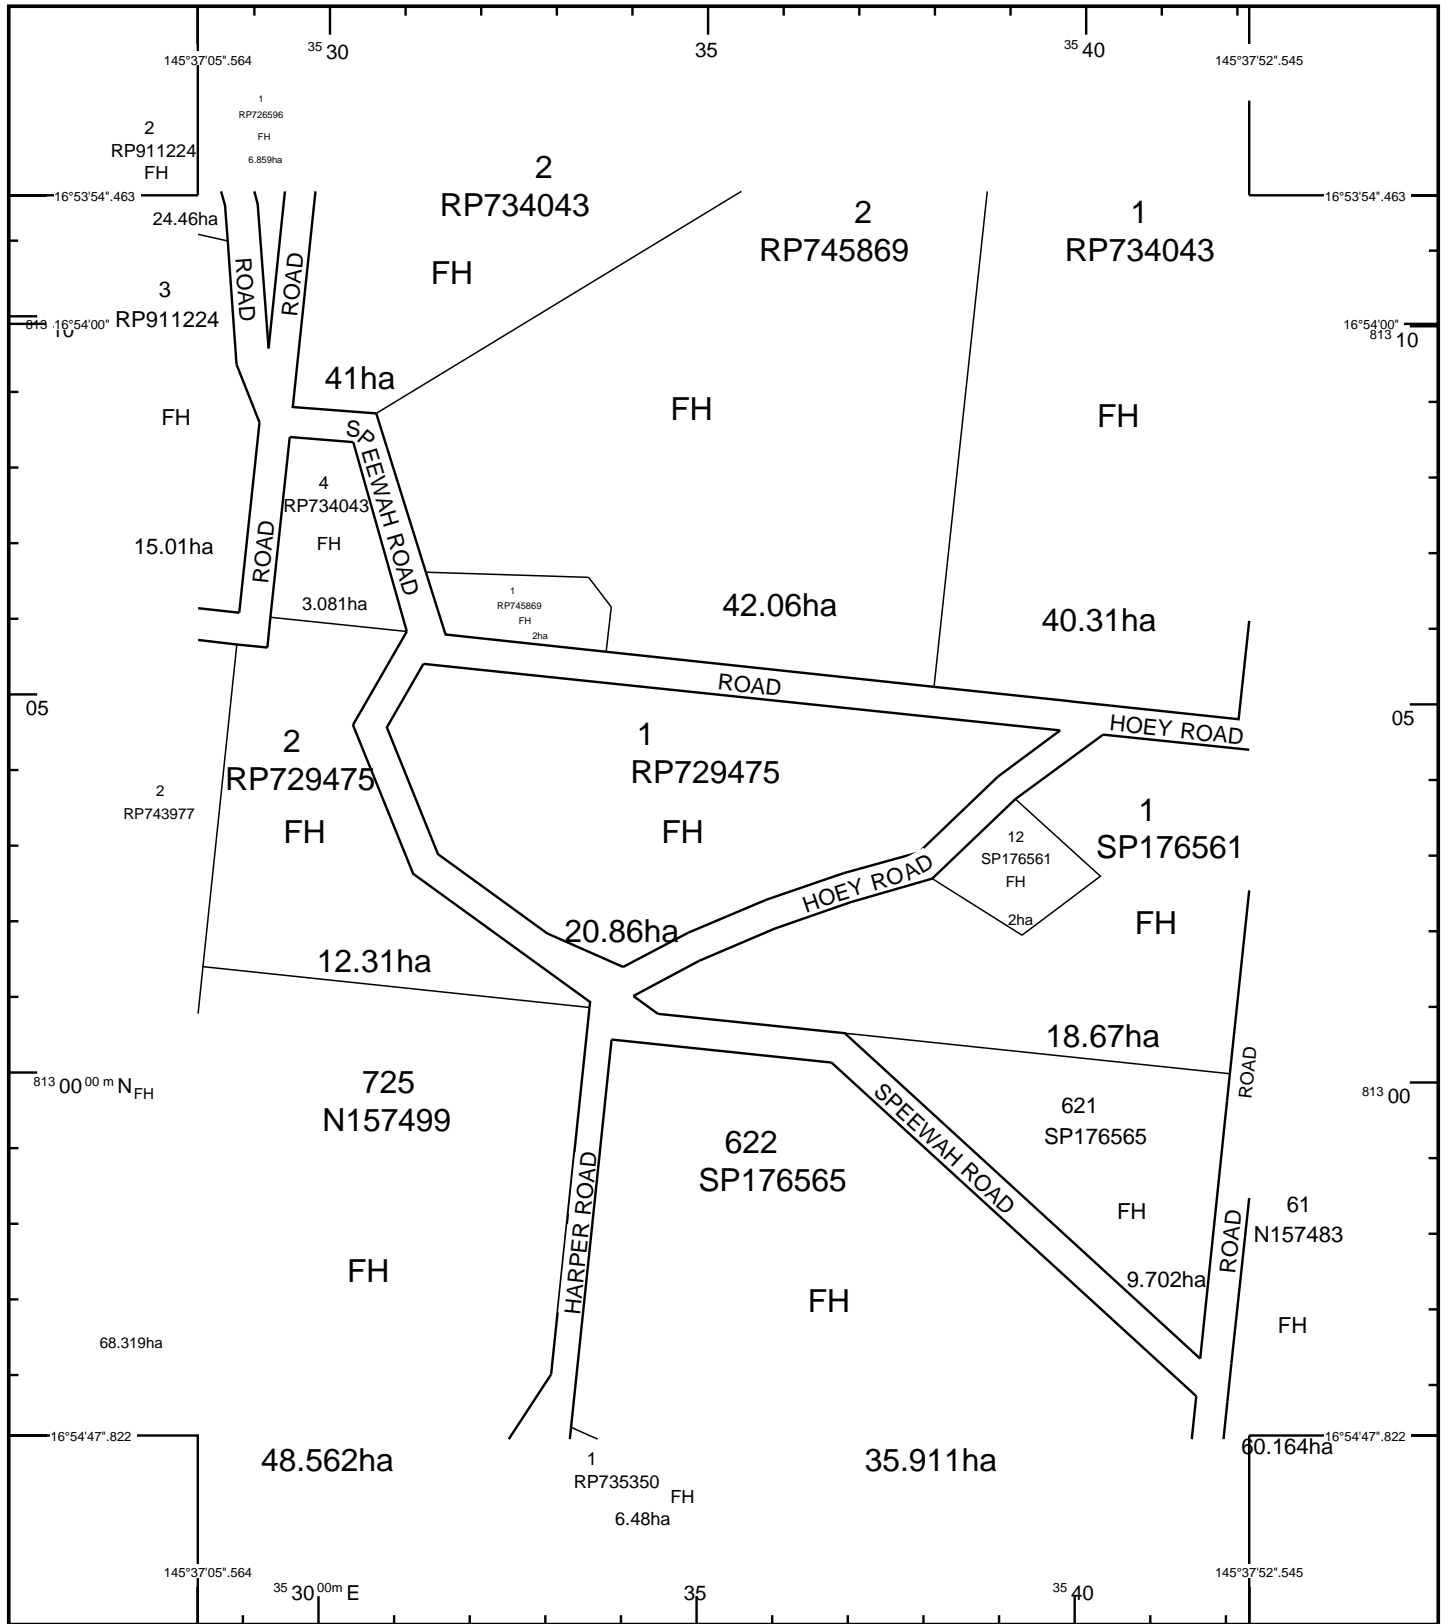 35 30
35
35 40
145°37'05".564
145°37'52".545
1
RP726596
FH
6.859ha
2
RP911224
FH
16°53'54".463
16°53'54".463
24.46ha
2
RP734043
FH
2
RP745869
1
RP734043
ROAD
ROAD
3
RP911224
813 16°54'00"
10
16°54'00"
813 10
41ha
FH
FH
FH
SPEEWAH ROAD
4
RP734043
FH
15.01ha
ROAD
3.081ha
1
RP745869
FH
2ha
42.06ha
40.31ha
ROAD
05
05
HOEY ROAD
2
RP729475
FH
1
RP729475
FH
2
RP743977
1
SP176561
12
SP176561
FH
2ha
HOEY ROAD
FH
20.86ha
12.31ha
18.67ha
813 00 00 m N
FH
725
N157499
ROAD
813 00
622
SP176565
621
SP176565
SPEEWAH ROAD
HARPER ROAD
FH
ROAD
61
N157483
FH
FH
9.702ha
FH
68.319ha
16°54'47".822
16°54'47".822
60.164ha
48.562ha
1
RP735350
FH
6.48ha
35.911ha
145°37'05".564
145°37'52".545
35 30 00m E
35
35 40